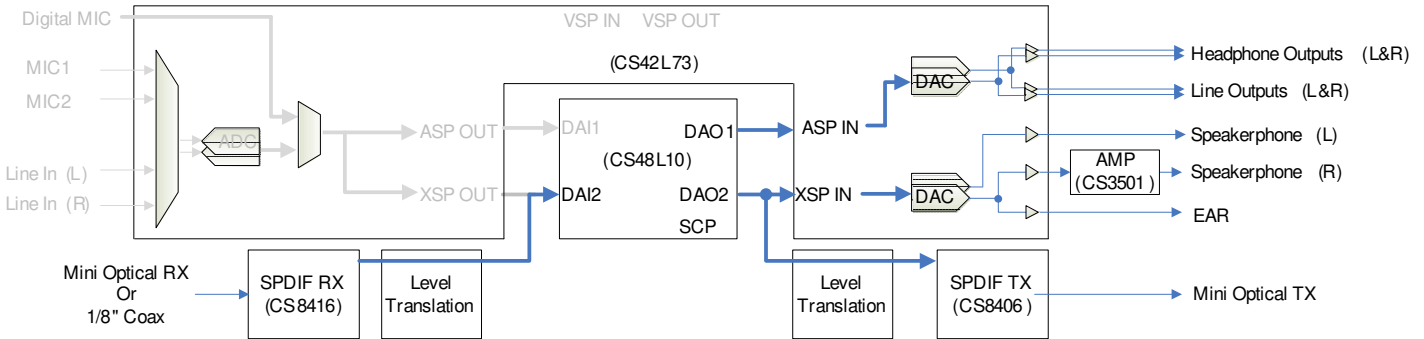 Digital MIC
VSP IN VSP OUT
(CS42L73)
MIC1
MIC2
Line In (L)
Line In (R)
ADC
ASP OUT
XSP OUT
DAI1
DAI2
DAO1
(CS48L10)
DAO2
SCP
ASP IN
XSP IN
DAC
DAC
Headphone Outputs (L&R)
Line Outputs (L&R)
Speakerphone (L)
AMP
(CS3501)
Speakerphone (R)
EAR
Mini Optical RX
Or
1/8" Coax
SPDIF RX
(CS8416)
Level
Translation
Level
Translation
SPDIF TX
(CS8406)
Mini Optical TX